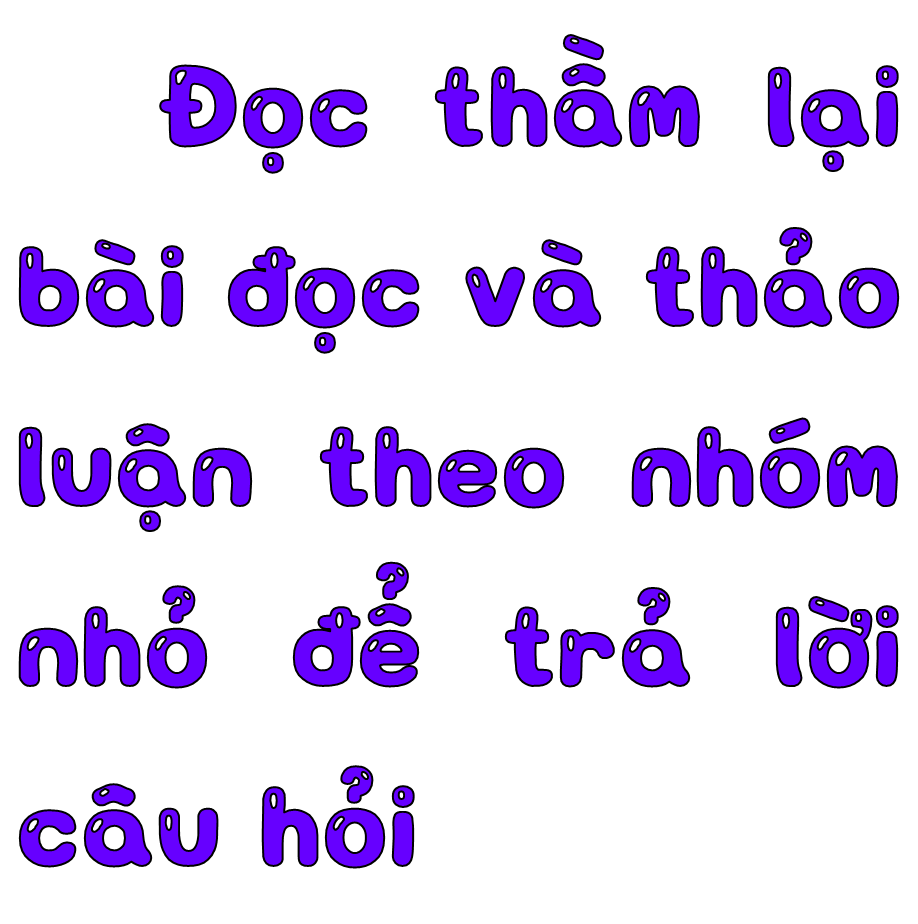 Đọc thầm lại
bài đọc và thảo
luận theo nhóm
nhỏ để trả lời
câu hỏi